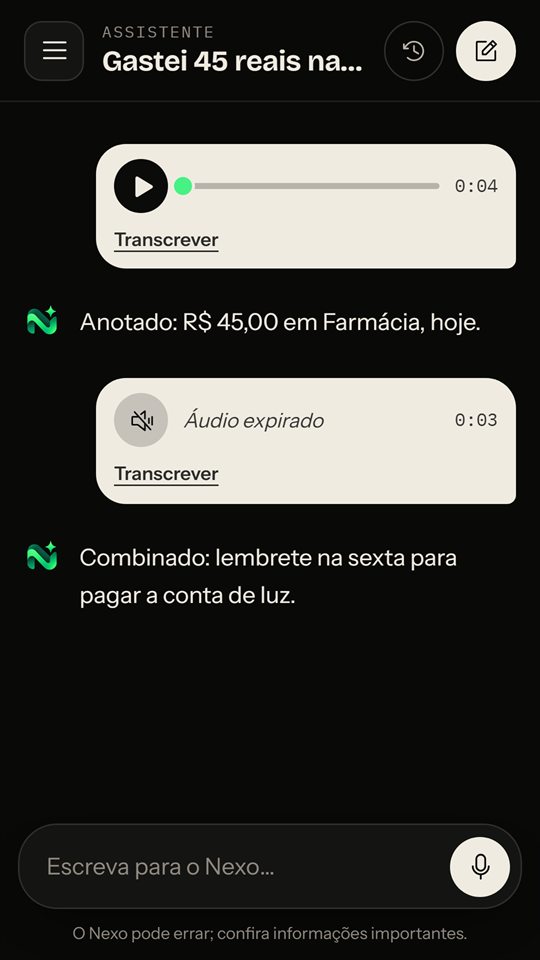 ASSISTENTE
Gastei 45 reais na...
0:04
Transcrever
Anotado: R$ 45,00 em Farmácia, hoje.
Áudio expirado
0:03
Transcrever
Combinado: lembrete na sexta para
pagar a conta de luz.
Escreva para o Nexo...
O Nexo pode errar; confira informações importantes.